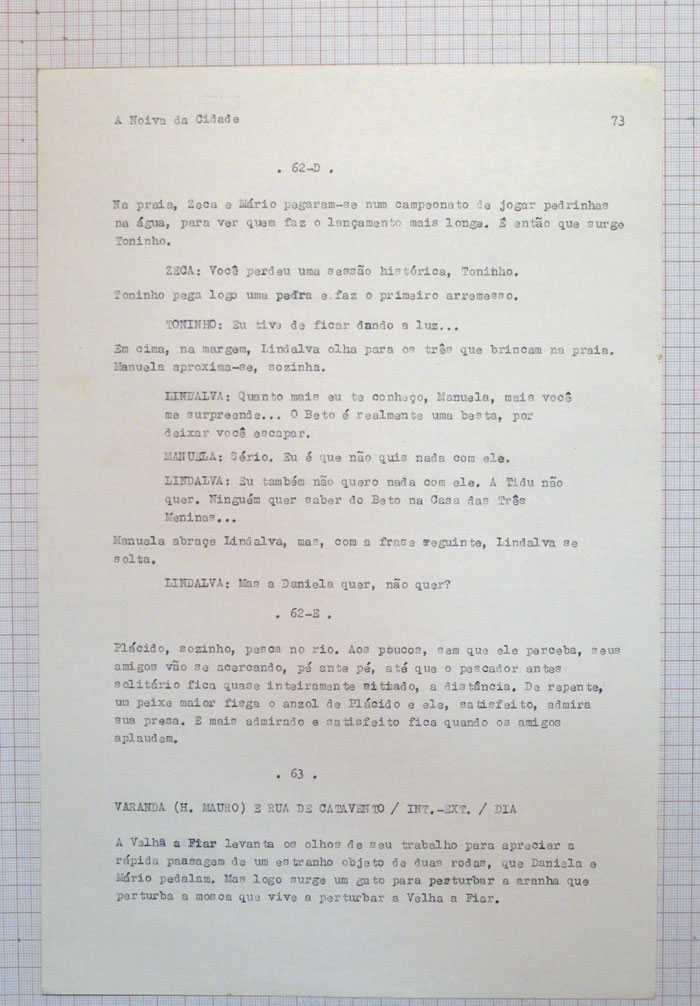 A Noiva da Cidade
73
. 62-D .
Na praia, Zeca e Mário pegaram-se num campeonato de jogar pedrinhas
na água, para ver quem faz o lançamento mais longe. É então que surge
Toninho.
ZECA: Você perdeu uma sessão histórica, Toninho.
Toninho pega logo uma pedra e faz o primeiro arremesso.
TONINHO: Eu tive de ficar dando a luz...
Em cima, na margem, Lindalva olha para os três que brincam na praia.
Manuela aproxima-se, sozinha.
LINDALVA: Quanto mais eu te conheço, Manuela, mais você
me surpreende... O Beto é realmente uma besta, por
deixar você escapar.
MANUELA: Sério. Eu é que não quis nada com ele.
LINDALVA: Eu também não quero nada com ele. A Tidu não
quer. Ninguém quer saber do Beto na Casa das Três
Meninas...
Manuela abraça Lindalva, mas, com a frase seguinte, Lindalva se
solta.
LINDALVA: Mas a Daniela quer, não quer?
. 62-E .
Plácido, sozinho, pesca no rio. Aos poucos, sem que ele perceba, seus
amigos vão se acercando, pé ante pé, até que o pescador antes
solitário fica quase inteiramente sitiado, a distância. De repente,
um peixe maior fisga o anzol de Plácido e ele, satisfeito, admira
sua presa. E mais admirado e satisfeito fica quando os amigos
aplaudem.
. 63 .
VARANDA (H. MAURO) E RUA DE CATAVENTO / INT.-EXT. / DIA
A Velha a Fiar levanta os olhos de seu trabalho para apreciar a
rápida passagem de um estranho objeto de duas rodas, que Daniela e
Mário pedalam. Mas logo surge um gato para perturbar a aranha que
perturba a mosca que vive a perturbar a Velha a Fiar.